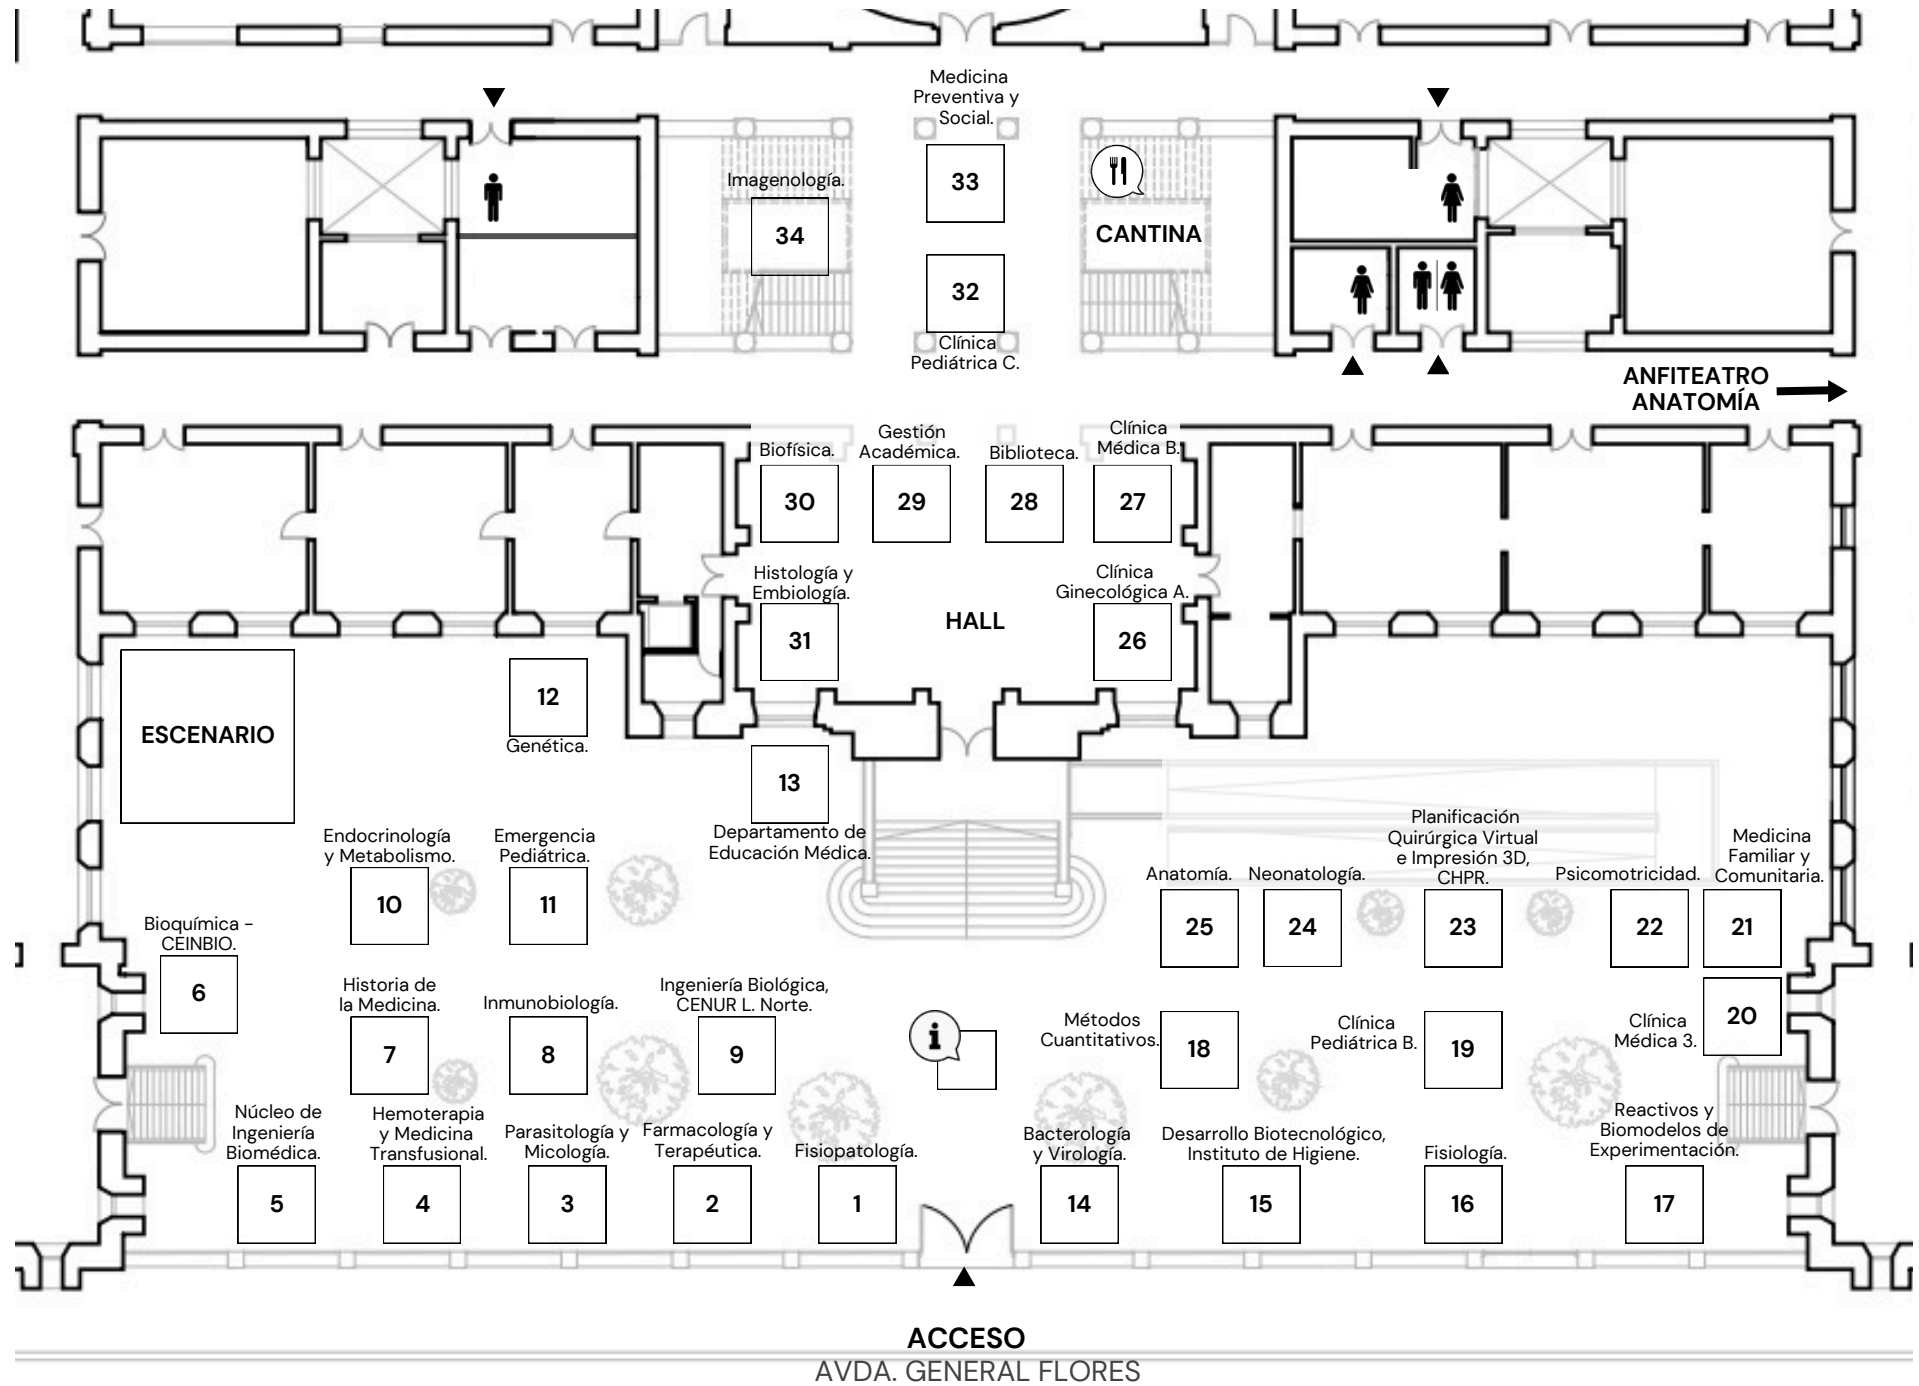 Medicina
Preventiva y
Social.
33
Imagenología.
34
CANTINA
32
Clínica
Pediátrica C.
ANFITEATRO
ANATOMÍA
Biofísica.
30
Gestión
Académica.
29
Biblioteca.
28
Clínica
Médica B.
27
Histología y
Embiología.
31
HALL
Clínica
Ginecológica A.
26
ESCENARIO
12
Genética.
13
Departamento de
Educación Médica.
Endocrinología
y Metabolismo.
10
Emergencia
Pediátrica.
11
Anatomía.
25
Neonatología.
24
Planificación
Quirúrgica Virtual
e Impresión 3D,
CHPR.
23
Psicomotricidad.
22
Medicina
Familiar y
Comunitaria.
21
Bioquímica -
CEINBIO.
6
Historia de
la Medicina.
7
Inmunobiología.
8
Ingeniería Biológica,
CENUR L. Norte.
9
i
Métodos
Cuantitativos.
18
Clínica
Pediátrica B.
19
Clínica
Médica 3.
20
Núcleo de
Ingeniería
Biomédica.
5
Hemoterapia
y Medicina
Transfusional.
4
Parasitología y
Micología.
3
Farmacología y
Terapéutica.
2
Fisiopatología.
1
Bacterología
y Virología.
14
Desarrollo Biotecnológico,
Instituto de Higiene.
15
Fisiología.
16
Reactivos y
Biomodelos de
Experimentación.
17
ACCESO
AVDA. GENERAL FLORES